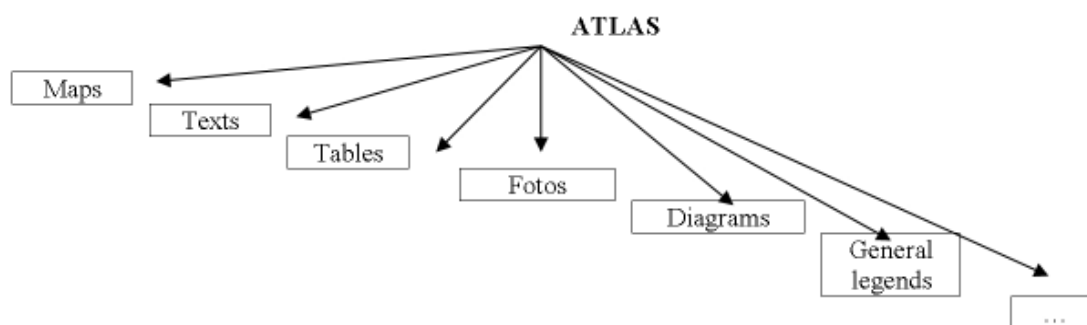 ATLAS
Maps
Texts
Tables
Fotos
Diagrams
General
legends
...